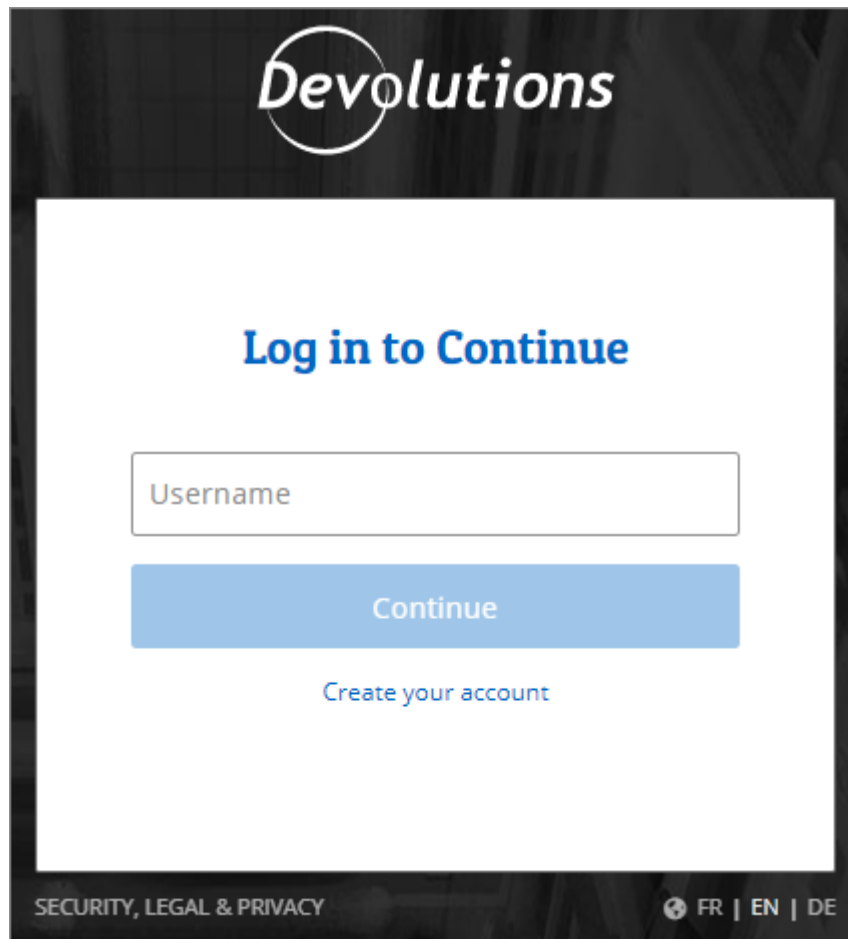 Devolutions
Log in to Continue
Username
Continue
Create your account
SECURITY, LEGAL & PRIVACY FR | EN | DE